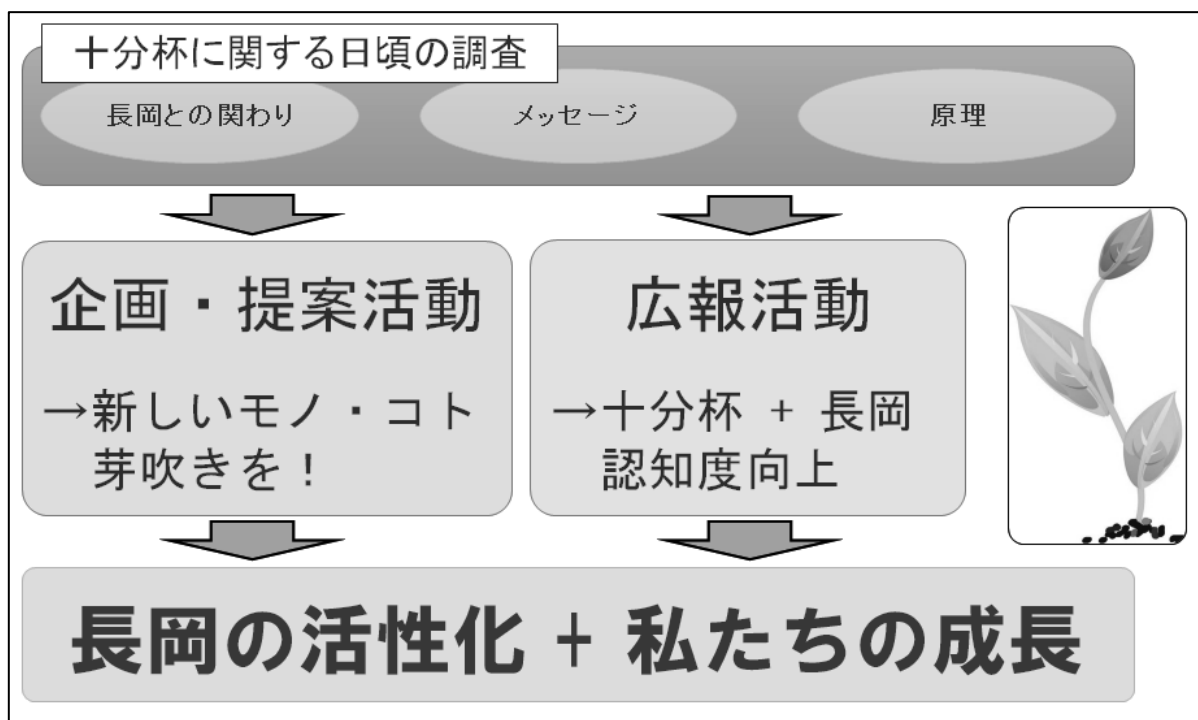 十分杯に関する日頃の調査
長岡との関わり
メッセージ
原理
企画・提案活動
→新しいモノ・コト
芽吹きを！
広報活動
→十分杯 + 長岡
認知度向上
長岡の活性化 + 私たちの成長